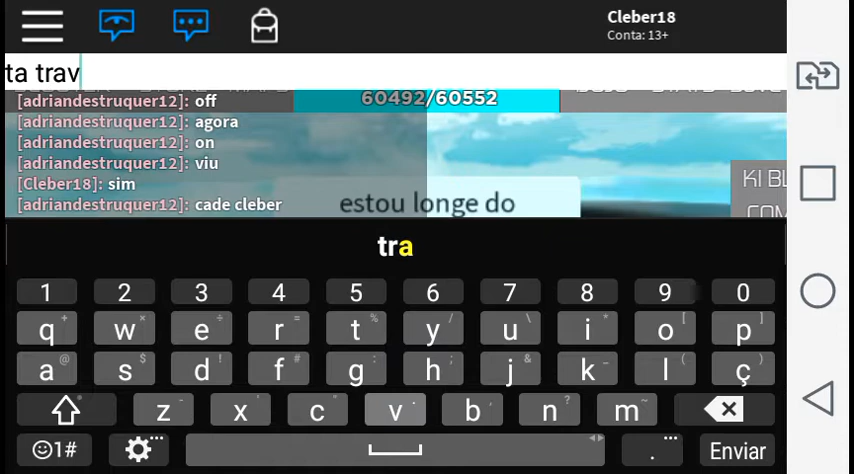 Cleber18
Conta: 13+
ta trav
60492/60552
[adriandestruquer12]: off
[adriandestruquer12]: agora
[adriandestruquer12]: on
[adriandestruquer12]: viu
[Cleber18]: sim
[adriandestruquer12]: cade cleber
estou longe do
KI BL
COM
tra
1 2 3 4 5 6 7 8 9 0
q + w × e ÷ r = t % y / u \ i * o [ p ]
a @ s $ d ! f # g : h ; j & k _ l ( ç )
z - x ' c " v · b , n ? m ~
1# . ... Enviar